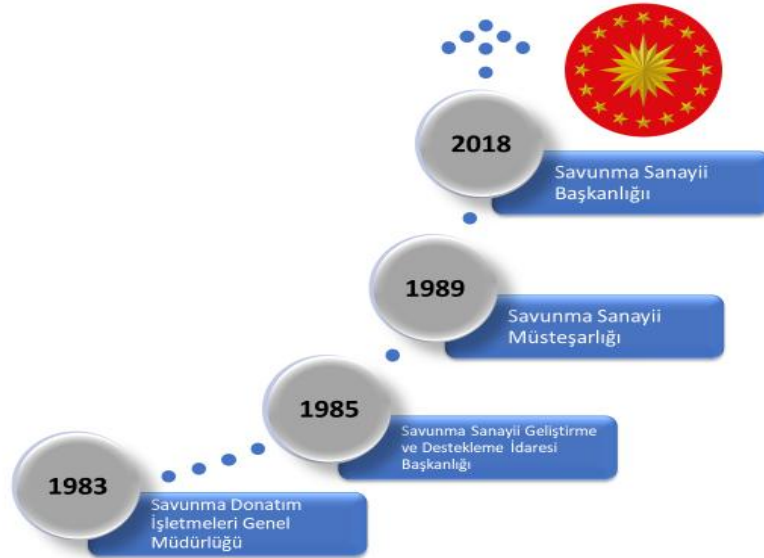 2018
Savunma Sanayii
Başkanlığıı
1989
Savunma Sanayii
Müsteşarlığı
1985
Savunma Sanayii Geliştirme
ve Destekleme İdaresi
Başkanlığı
1983
Savunma Donatım
İşletmeleri Genel
Müdürlüğü